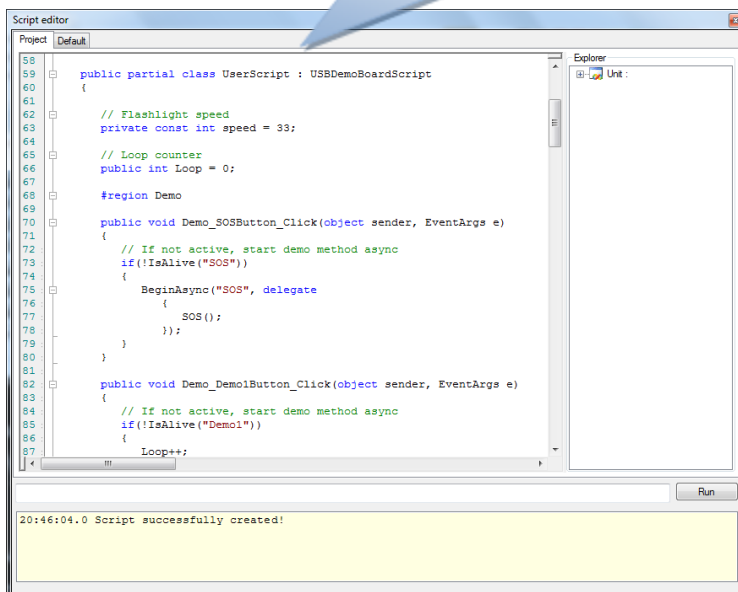 Script editor
Project Default
58
59 public partial class UserScript : USBDemoBoardScript
60 {
61
62 // Flashlight speed
63 private const int speed = 33;
64
65 // Loop counter
66 public int Loop = 0;
67
68 #region Demo
69
70 public void Demo_SOSButton_Click(object sender, EventArgs e)
71 {
72 // If not active, start demo method async
73 if(!IsAlive("SOS"))
74 {
75 BeginAsync("SOS", delegate
76 {
77 SOS();
78 });
79 }
80 }
81
82 public void Demo_Demo1Button_Click(object sender, EventArgs e)
83 {
84 // If not active, start demo method async
85 if(!IsAlive("Demo1"))
86 {
87 Loop++;
Explorer
Unit :
Run
20:46:04.0 Script successfully created!